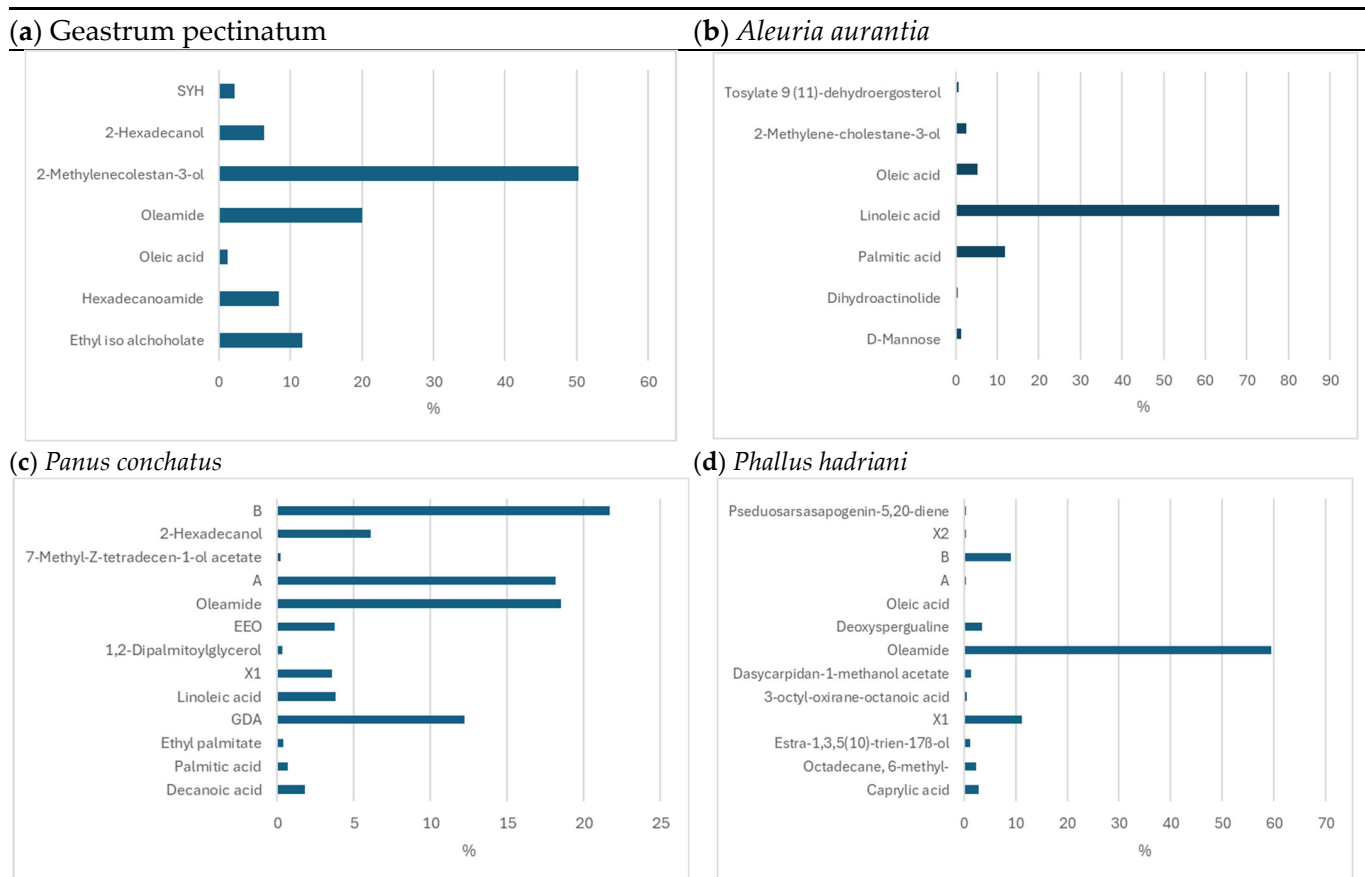 (a) Geastrum pectinatum
(b) Aleuria aurantia
SYH
2-Hexadecanol
2-Methylenecolestan-3-ol
Oleamide
Oleic acid
Hexadecanoamide
Ethyl iso alchoholate
0 10 20 30 40 50 60
%
Tosylate 9 (11)-dehydroergosterol
2-Methylene-cholestane-3-ol
Oleic acid
Linoleic acid
Palmitic acid
Dihydroactinolide
D-Mannose
0 10 20 30 40 50 60 70 80 90
%
(c) Panus conchatus
(d) Phallus hadriani
B
2-Hexadecanol
7-Methyl-Z-tetradecen-1-ol acetate
A
Oleamide
EEO
1,2-Dipalmitoylglycerol
X1
Linoleic acid
GDA
Ethyl palmitate
Palmitic acid
Decanoic acid
0 5 10 15 20 25
%
Pseduosarsasapogenin-5,20-diene
X2
B
A
Oleic acid
Deoxyspergualine
Oleamide
Dasycarpidan-1-methanol acetate
3-octyl-oxirane-octanoic acid
X1
Estra-1,3,5(10)-trien-17ß-ol
Octadecane, 6-methyl-
Caprylic acid
0 10 20 30 40 50 60 70
%